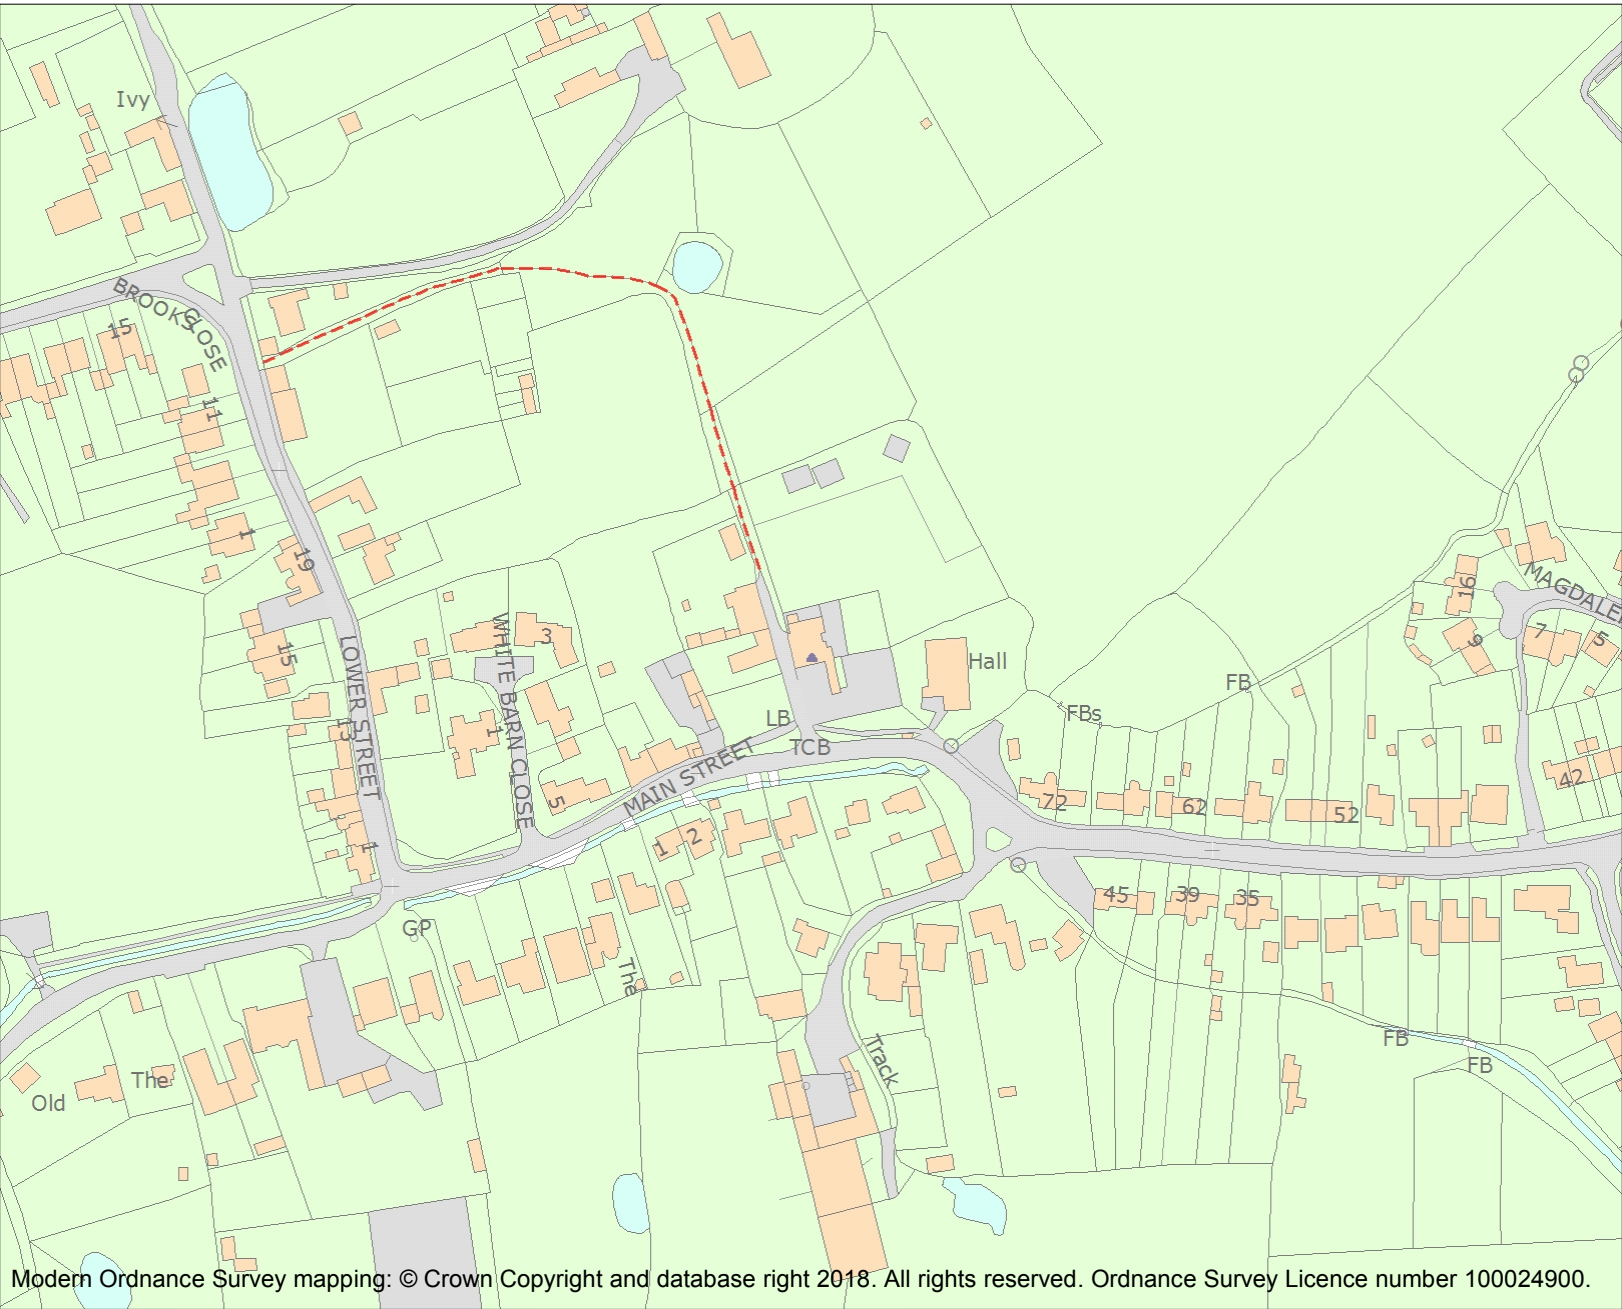 Ivy
BROOKS CLOSE
15
11
1
19
15
LOWER STREET
13
1
WHITE BARN CLOSE
3
1
5
Hall
LB
TCB
MAIN STREET
1
2
FBs
FB
16
9
MAGDALE
7
5
72
62
52
42
45
39
35
GP
The
Track
FB
FB
The
Old
Modern Ordnance Survey mapping: © Crown Copyright and database right 2018. All rights reserved. Ordnance Survey Licence number 100024900.